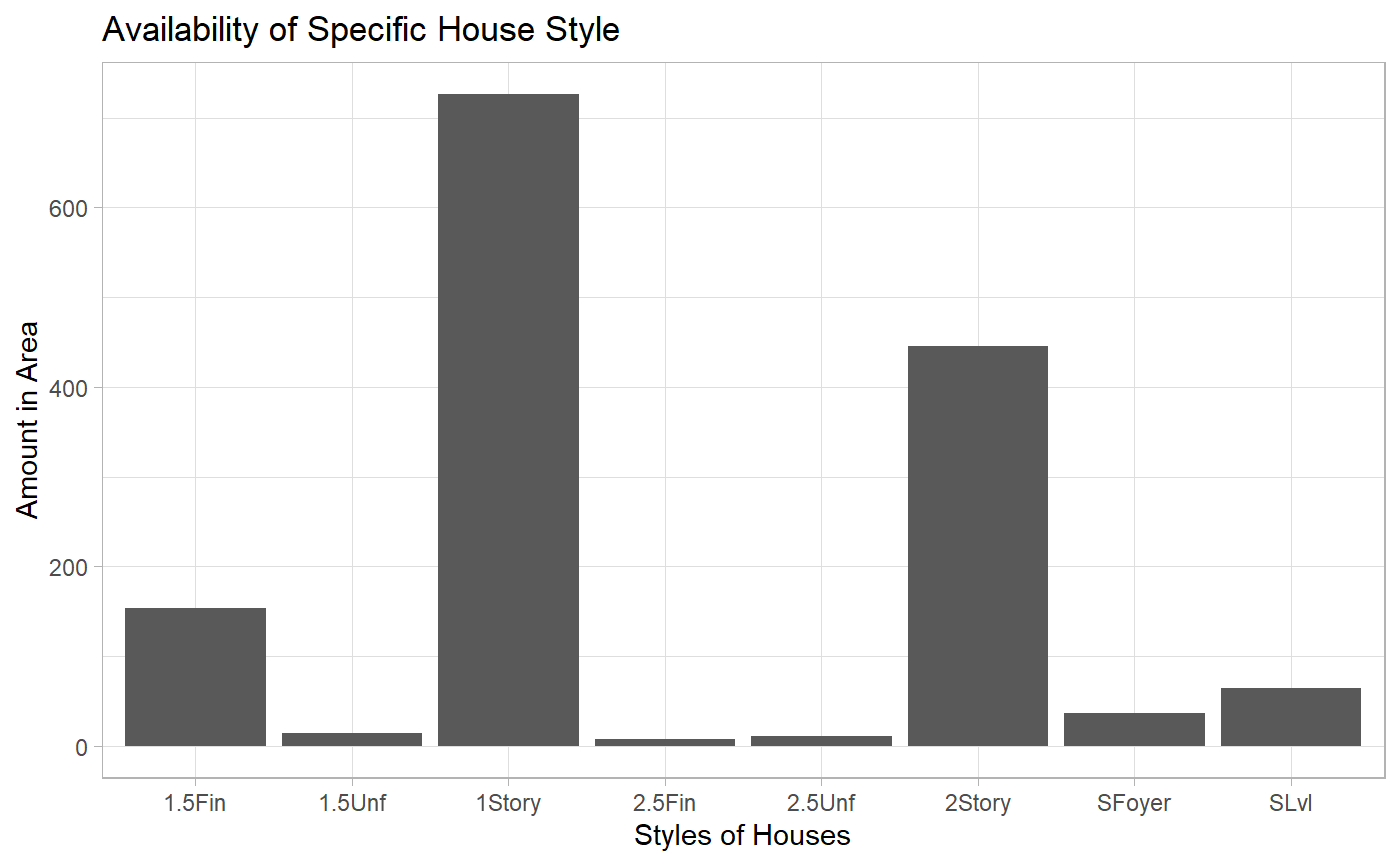 Availability of Specific House Style
Amount in Area
600
400
200
0
1.5Fin 1.5Unf 1Story 2.5Fin 2.5Unf 2Story SFoyer SLvl
Styles of Houses